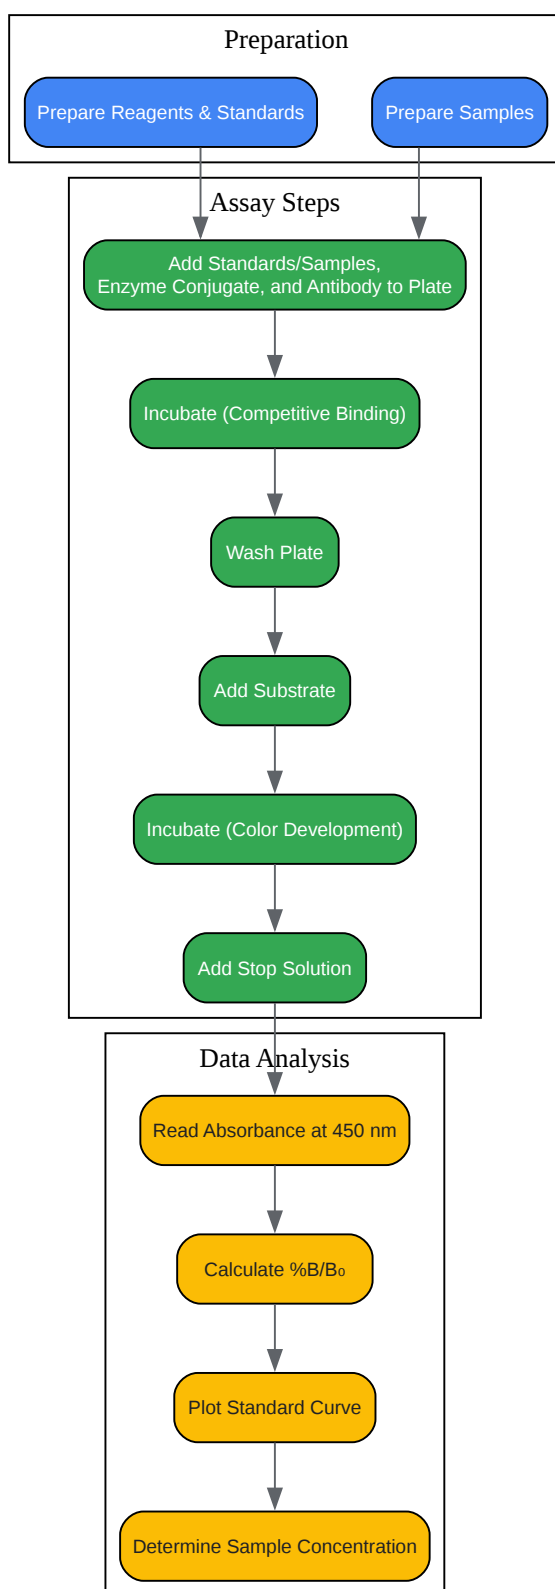 Preparation
Prepare Reagents & Standards
Prepare Samples
Assay Steps
Add Standards/Samples,
Enzyme Conjugate, and Antibody to Plate
Incubate (Competitive Binding)
Wash Plate
Add Substrate
Incubate (Color Development)
Add Stop Solution
Data Analysis
Read Absorbance at 450 nm
Calculate %B/B₀
Plot Standard Curve
Determine Sample Concentration